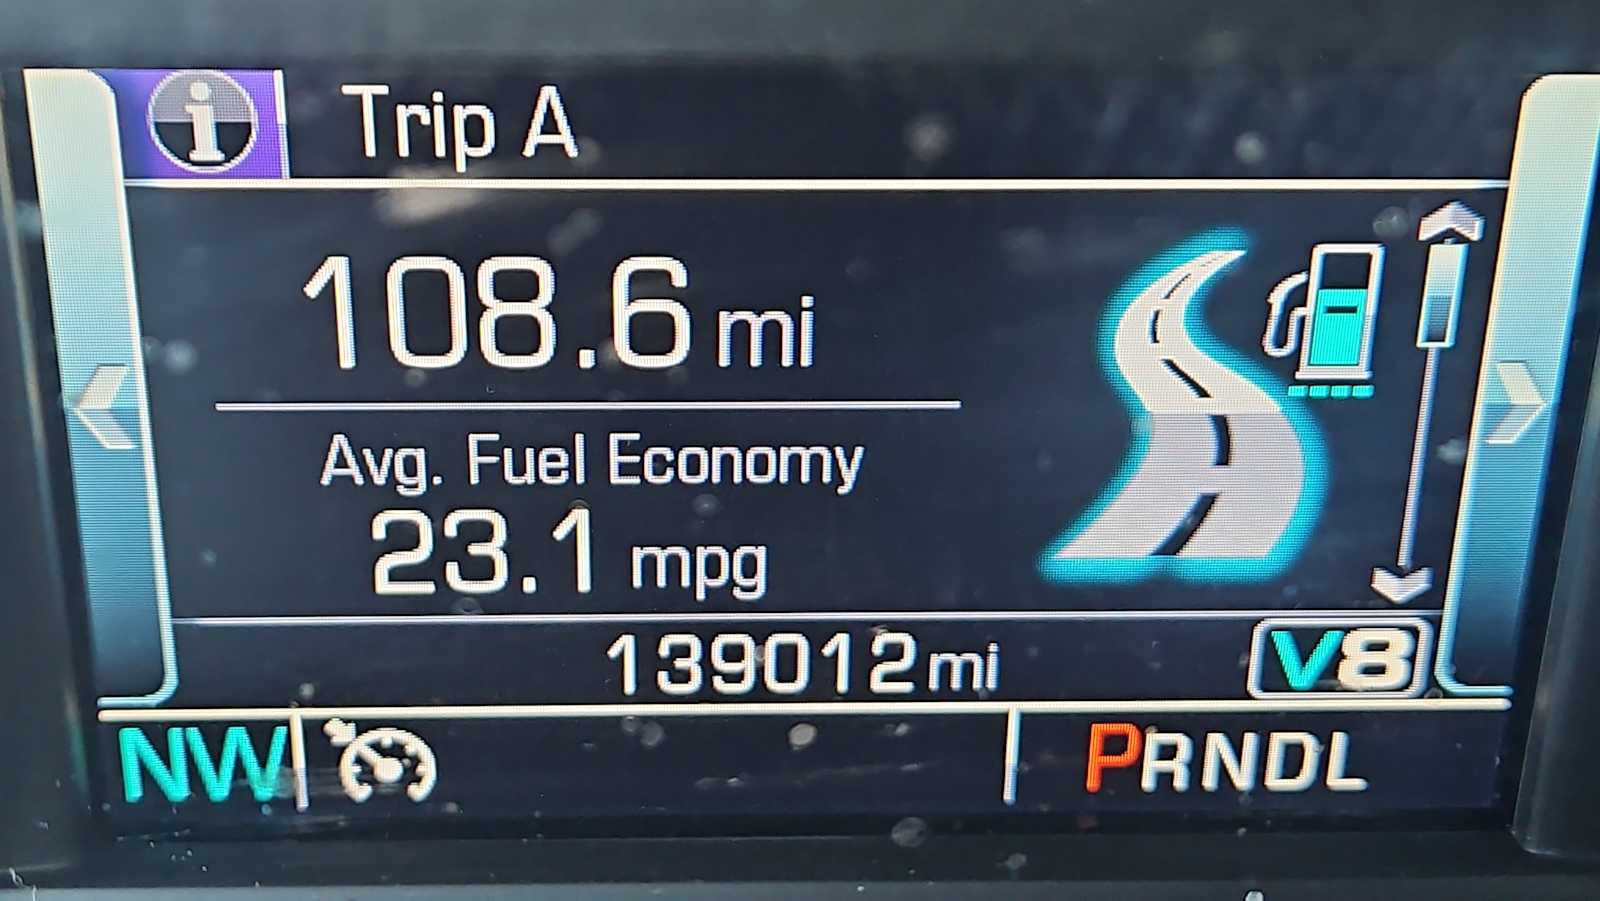 Trip A
108.6 mi
Avg. Fuel Economy
23.1 mpg
139012 mi
V8
NW
PRNDL